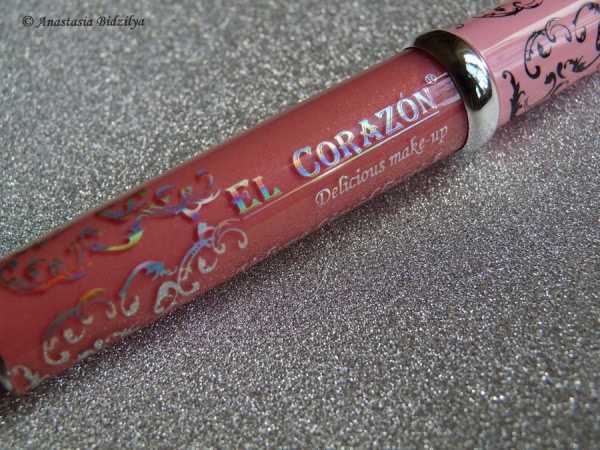 © Anastasia Bidzilya
EL CORAZÓN®
Delicious make-up